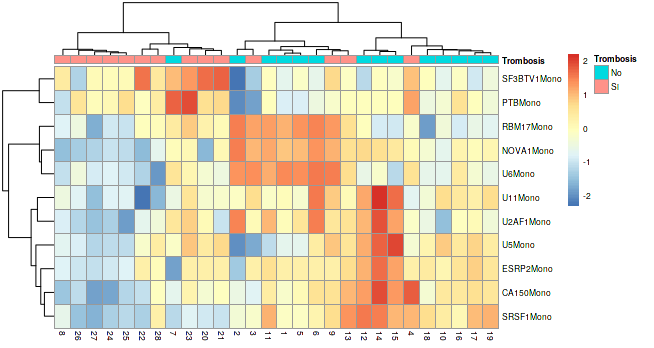 Trombosis
No
SI
Trombosis
2
1
0
-1
-2
SF3BTV1Mono
PTBMono
RBM17Mono
NOVA1Mono
U6Mono
U11Mono
U2AF1Mono
U5Mono
ESRP2Mono
CA150Mono
SRSF1Mono
8 26 27 24 25 22 28 7 23 20 21 2 3 11 1 5 6 9 13 12 14 15 4 18 10 16 17 19